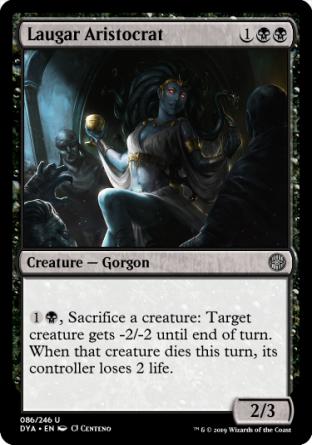 Laugar Aristocrat 1
Creature — Gorgon
1 , Sacrifice a creature: Target
creature gets -2/-2 until end of turn.
When that creature dies this turn, its
controller loses 2 life.
2/3
086/246 U
DYA • EN CJ CENTENO
™ & © 2019 Wizards of the Coast